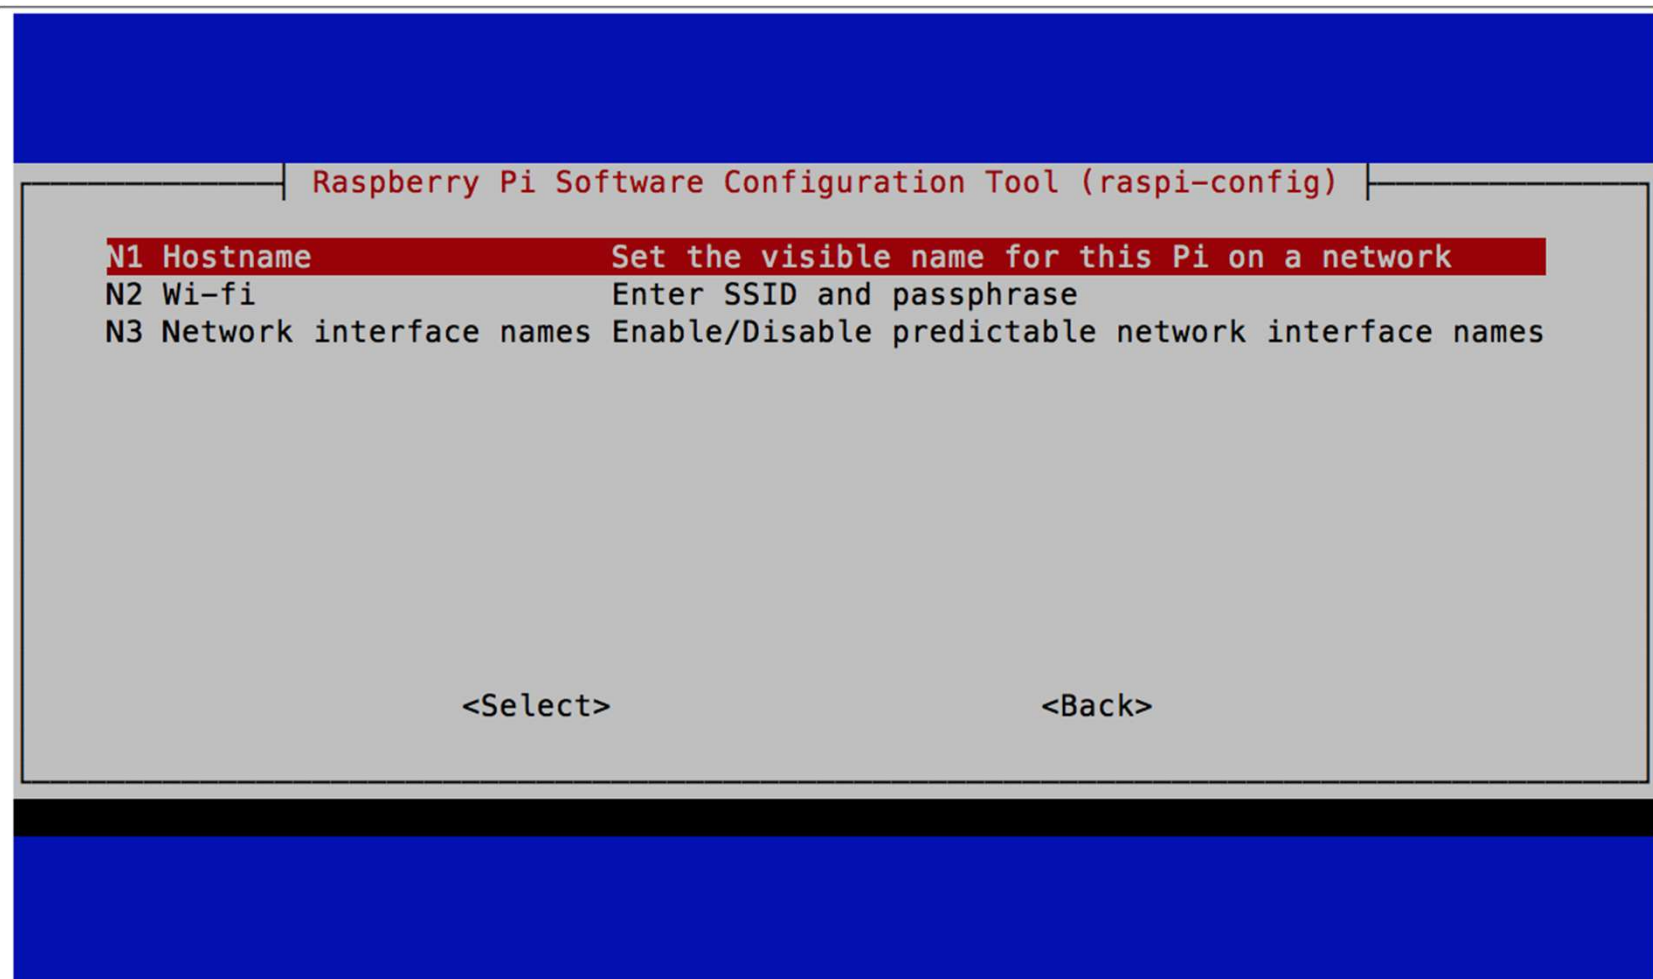 Raspberry Pi Software Configuration Tool (raspi-config)
N1 Hostname Set the visible name for this Pi on a network
N2 Wi-fi Enter SSID and passphrase
N3 Network interface names Enable/Disable predictable network interface names
<Select> <Back>